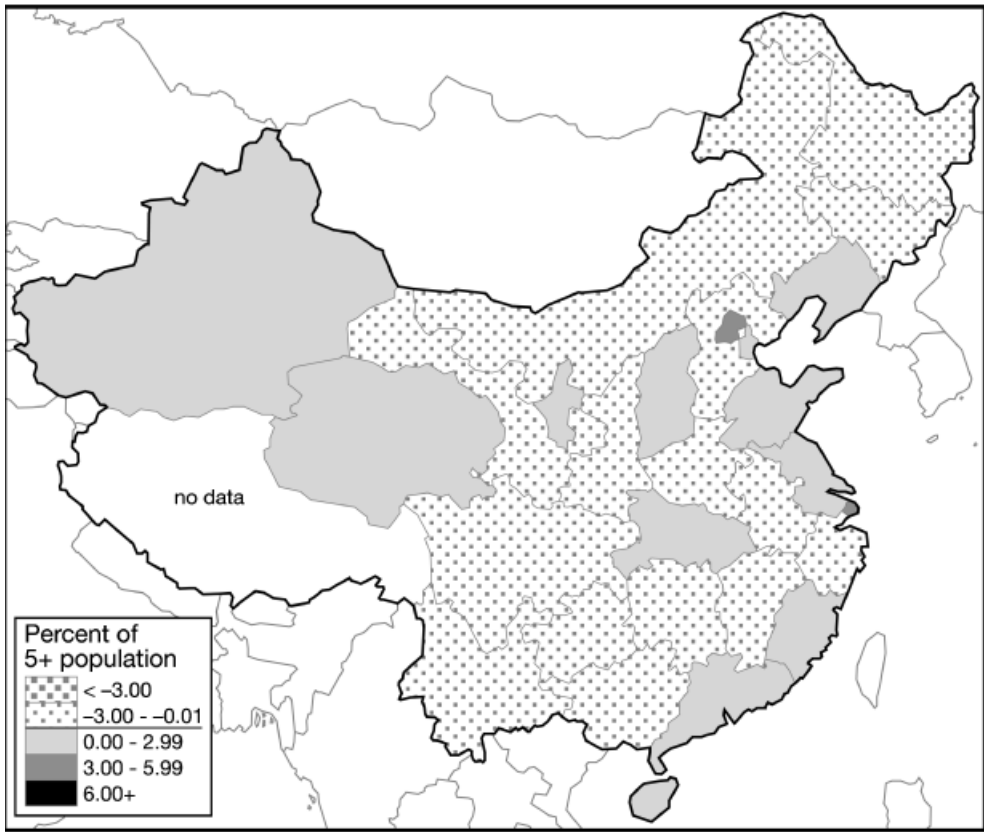 no data
Percent of
5+ population
< –3.00
–3.00 - –0.01
0.00 - 2.99
3.00 - 5.99
6.00+